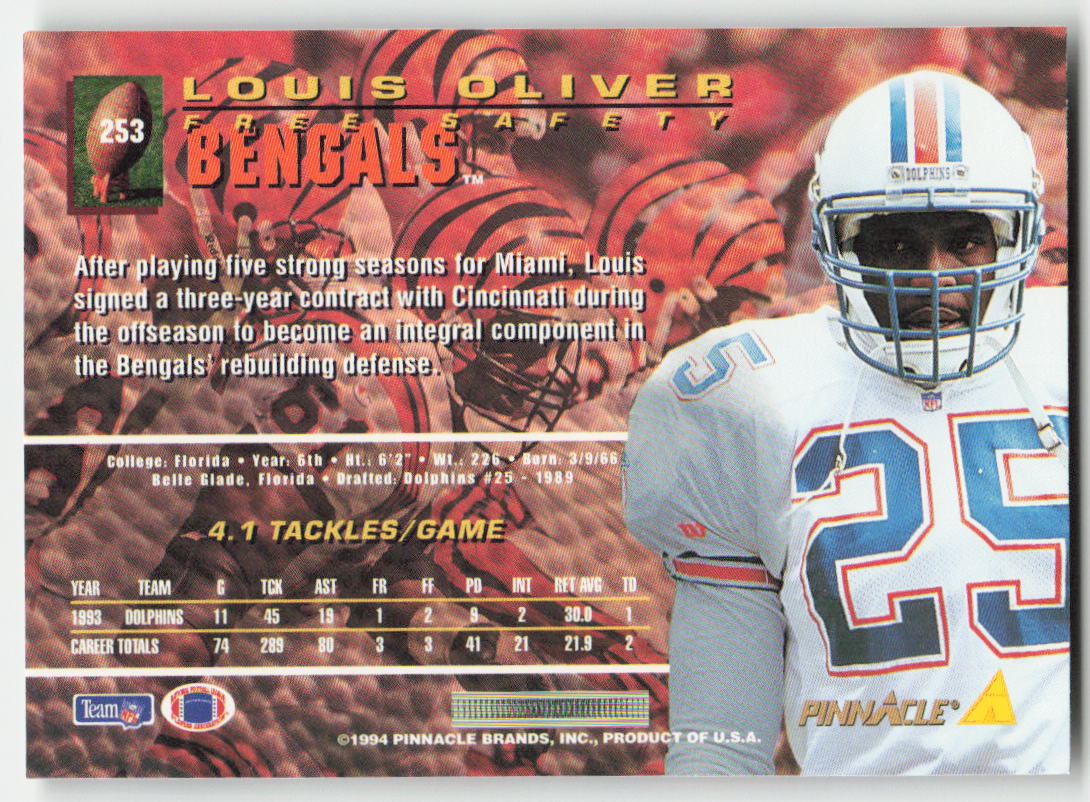 253
LOUIS OLIVER
FREE SAFETY
BENGALS™
DOLPHINS
After playing five strong seasons for Miami, Louis
signed a three-year contract with Cincinnati during
the offseason to become an integral component in
the Bengals' rebuilding defense.
5
NFL
25
College: Florida • Year: 6th • Ht.: 6'2" • Wt.: 226 • Born: 3/9/66
Belle Glade, Florida • Drafted: Dolphins #25 - 1989
4.1 TACKLES/GAME
YEAR TEAM G TCK AST FR FF PD INT RET AVG TD
1993 DOLPHINS 11 45 19 1 2 9 2 30.0 1
CAREER TOTALS 74 289 80 3 3 41 21 21.9 2
Team NFL
PINNACLE®
©1994 PINNACLE BRANDS, INC., PRODUCT OF U.S.A.